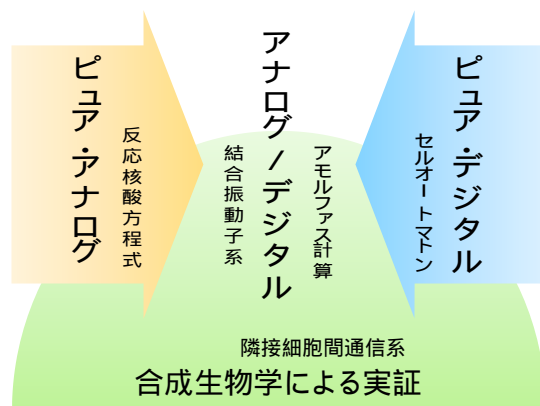 ピュア・アナログ
反応核酸方程式
アナログ/デジタル
結合振動子系
アモルファス計算
ピュア・デジタル
セルオートマトン
隣接細胞間通信系
合成生物学による実証